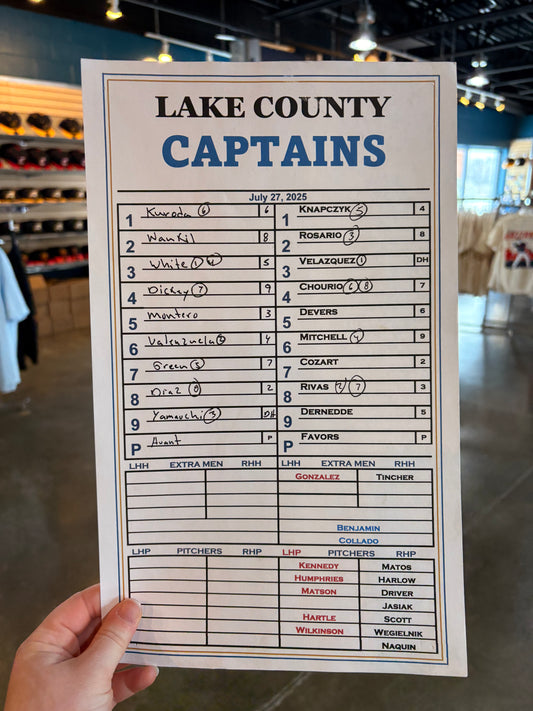 LAKE COUNTY
CAPTAINS
July 27, 2025
1 Kuroda 6 6 1 KNAPCZYK 5 4
2 Wankil 8 2 ROSARIO 3 8
3 White 5 3 VELAZQUEZ 1 DH
4 Dickey 7 9 4 CHOURIO 6 8 7
5 Montero 3 5 DEVERS 6
6 Valenzuela 4 6 MITCHELL 4 9
7 Green 5 7 7 COZART 2
8 Diaz 2 8 RIVAS 2 7 3
9 Yamauchi 3 DH 9 DERNEDDE 5
P Avant P P FAVORS P
LHH EXTRA MEN RHH LHH EXTRA MEN RHH
GONZALEZ TINCHER
BENJAMIN
COLLADO
LHP PITCHERS RHP LHP PITCHERS RHP
KENNEDY MATOS
HUMPHRIES HARLOW
MATSON DRIVER
JASIAK
HARTLE SCOTT
WILKINSON WEGIELNIK
NAQUIN